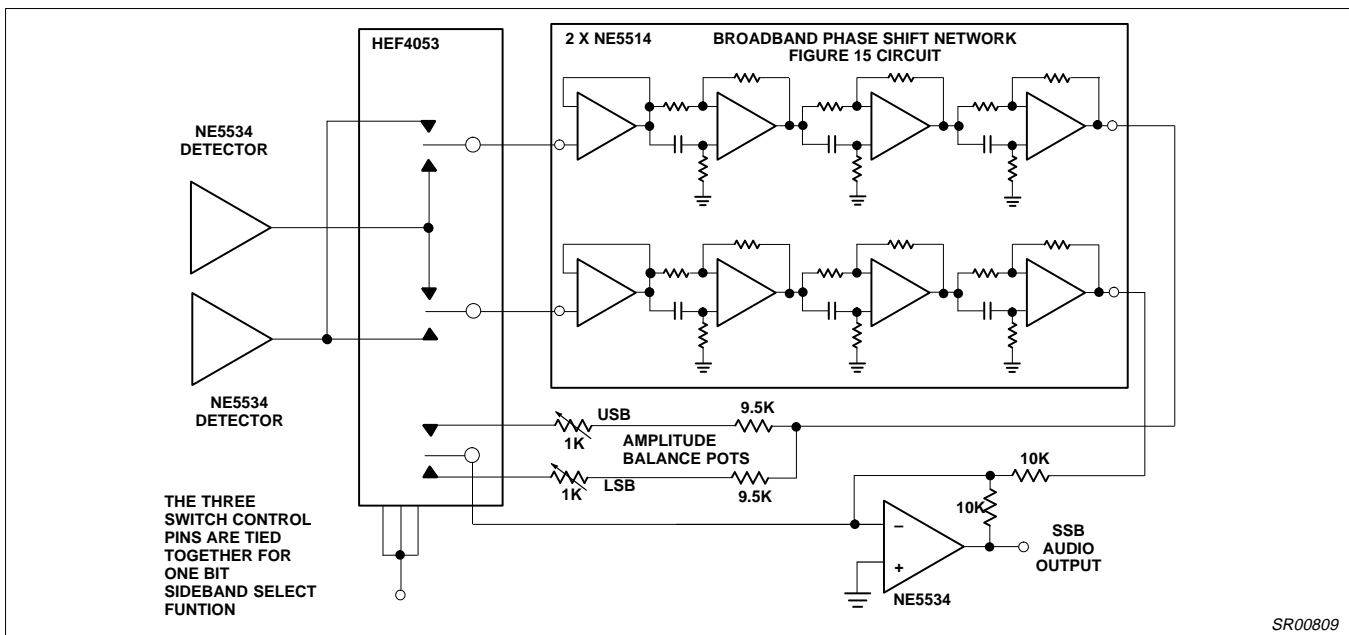 HEF4053
2 X NE5514
BROADBAND PHASE SHIFT NETWORK
FIGURE 15 CIRCUIT
NE5534
DETECTOR
NE5534
DETECTOR
USB
9.5K
1K
AMPLITUDE
BALANCE POTS
LSB
1K
9.5K
10K
10K
THE THREE
SWITCH CONTROL
PINS ARE TIED
TOGETHER FOR
ONE BIT
SIDEBAND SELECT
FUNTION
−
+
NE5534
SSB
AUDIO
OUTPUT
SR00809